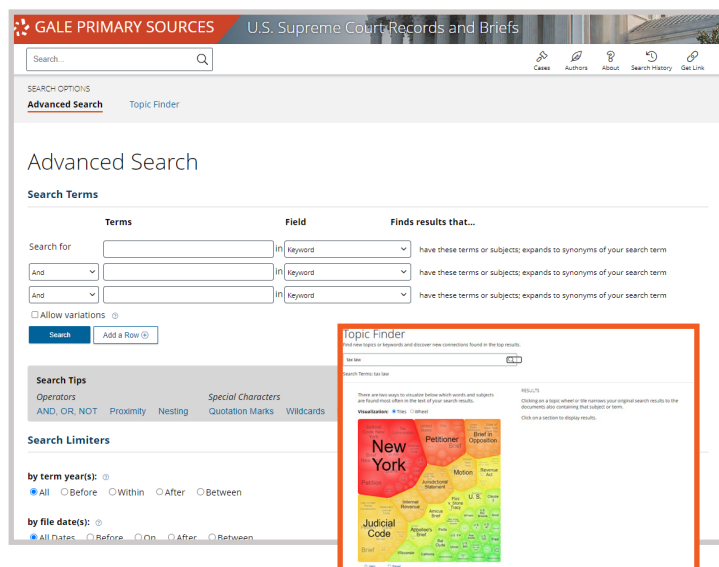 GALE PRIMARY SOURCES
U.S. Supreme Court Records and Briefs
Search...
Cases Authors About Search History Get Link
SEARCH OPTIONS
Advanced Search Topic Finder
Advanced Search
Search Terms
Terms Field Finds results that...
Search for in Keyword have these terms or subjects; expands to synonyms of your search term
And in Keyword have these terms or subjects; expands to synonyms of your search term
And in Keyword have these terms or subjects; expands to synonyms of your search term
Allow variations
Search Add a Row
Search Tips
Operators Special Characters
AND, OR, NOT Proximity Nesting Quotation Marks Wildcards
Search Limiters
by term year(s):
All Before Within After Between
by file date(s):
All Dates Before On After Between
Topic Finder
Find new topics or keywords and discover new connections found in the top results.
tax law
Search Terms: tax law
There are two ways to visualize below which words and subjects
are found most often in the text of your search results.
Visualization: Tiles Wheel
RESULTS
Clicking on a topic wheel or tile narrows your original search results to the
documents also containing that subject or term.
Click on a section to display results.
New
York
Petition
Petitioner
Brief
Brief in
Opposition
Motion
Revenue
Act
Jurisdictional
Statement
Internal
Revenue
U.S.
Amicus
Brief
Judicial
Code
Appellee's
Brief
Brief
Tax
Code
Wisconsin